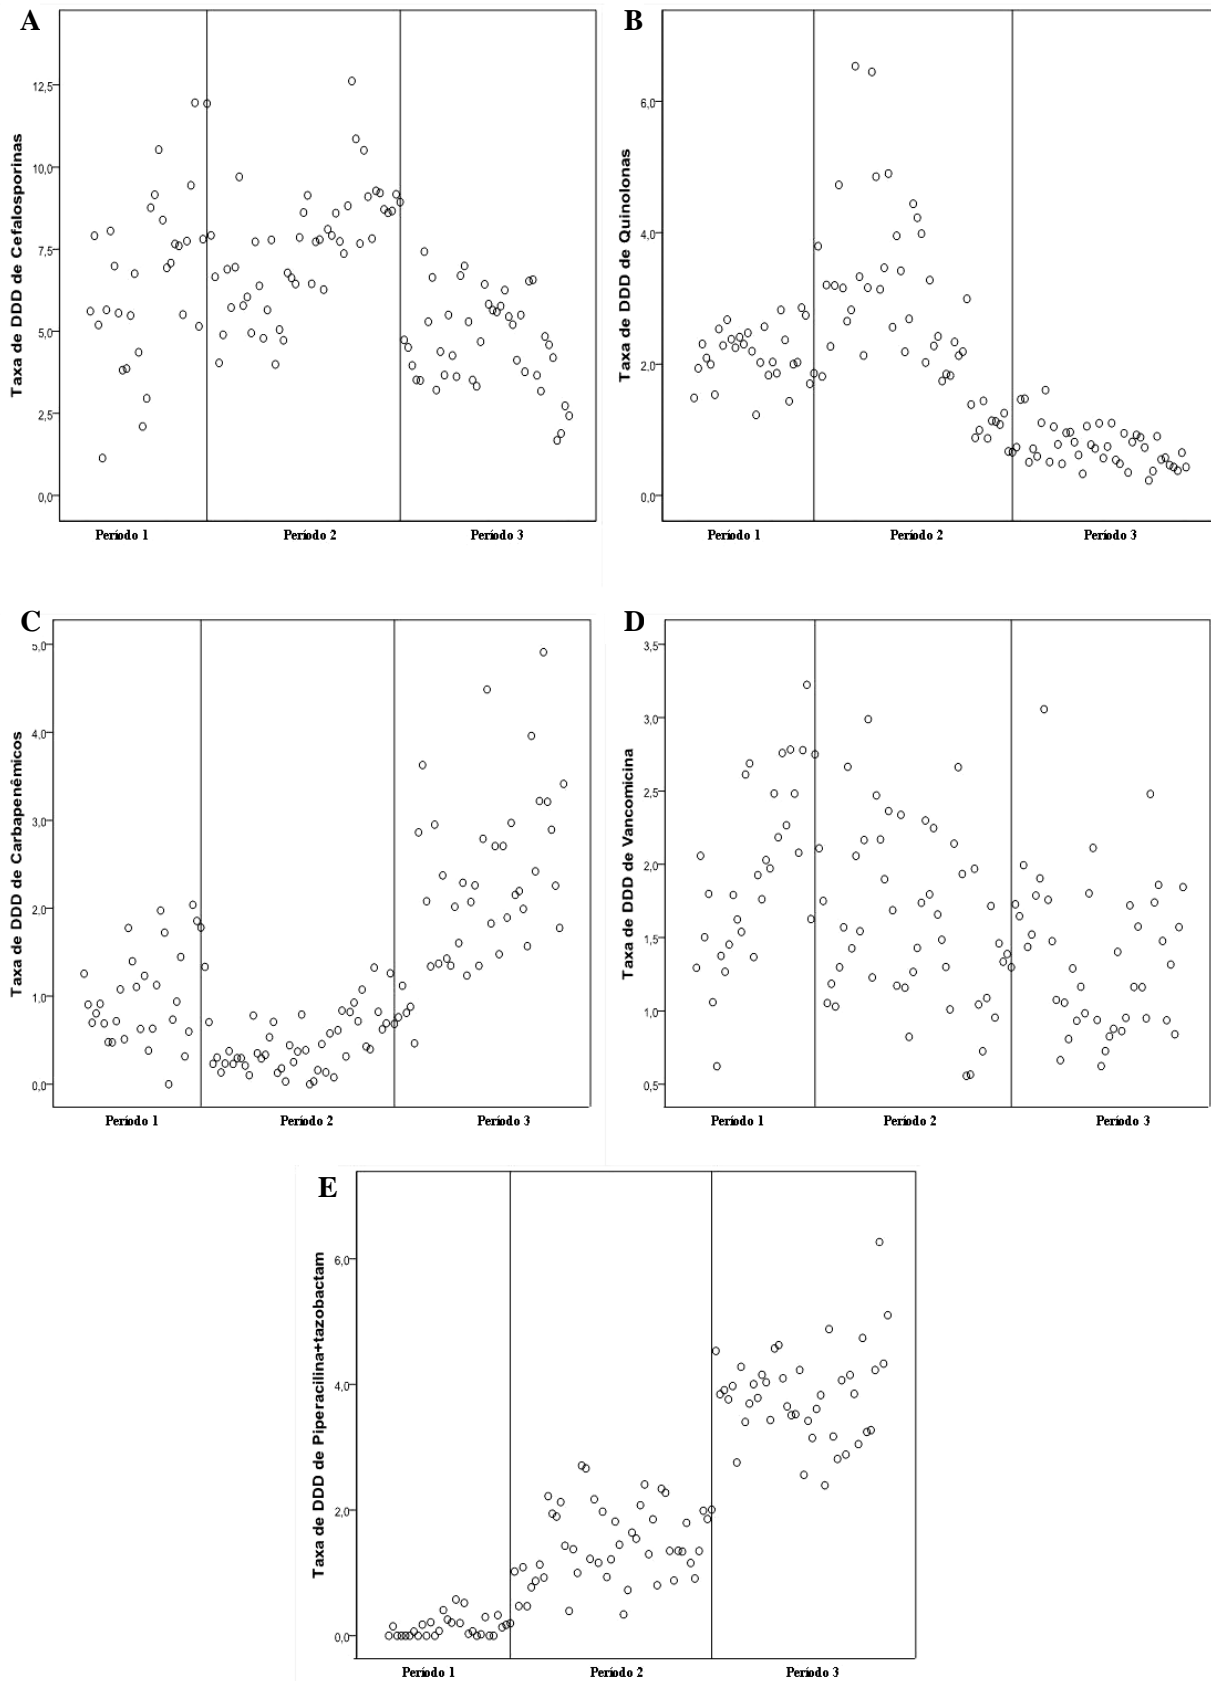 A
Taxa de DDD de Cefalosporinas
12,5
10,0
7,5
5,0
2,5
0,0
Período 1
Período 2
Período 3
B
Taxa de DDD de Quinolonas
6,0
4,0
2,0
0,0
Período 1
Período 2
Período 3
C
Taxa de DDD de Carbapenêmicos
5,0
4,0
3,0
2,0
1,0
0,0
Período 1
Período 2
Período 3
D
Taxa de DDD de Vancomicina
3,5
3,0
2,5
2,0
1,5
1,0
0,5
Período 1
Período 2
Período 3
E
Taxa de DDD de Piperacilina+tazobactam
6,0
4,0
2,0
0,0
Período 1
Período 2
Período 3